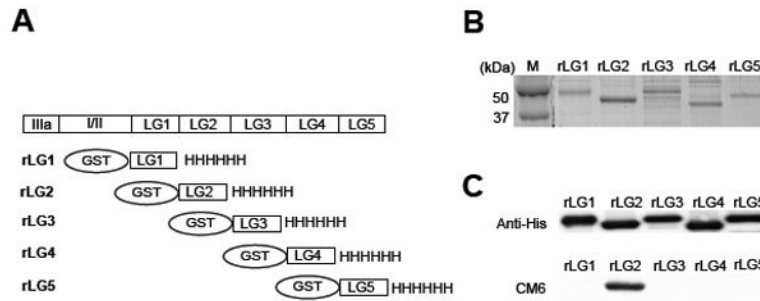 A
IIIa I/II LG1 LG2 LG3 LG4 LG5
rLG1 GST LG1 HHHHHH
rLG2 GST LG2 HHHHHH
rLG3 GST LG3 HHHHHH
rLG4 GST LG4 HHHHHH
rLG5 GST LG5 HHHHHH
B
(kDa) M rLG1 rLG2 rLG3 rLG4 rLG5
50
37
C
rLG1 rLG2 rLG3 rLG4 rLG5
Anti-His
rLG1 rLG2 rLG3 rLG4 rLG5
CM6